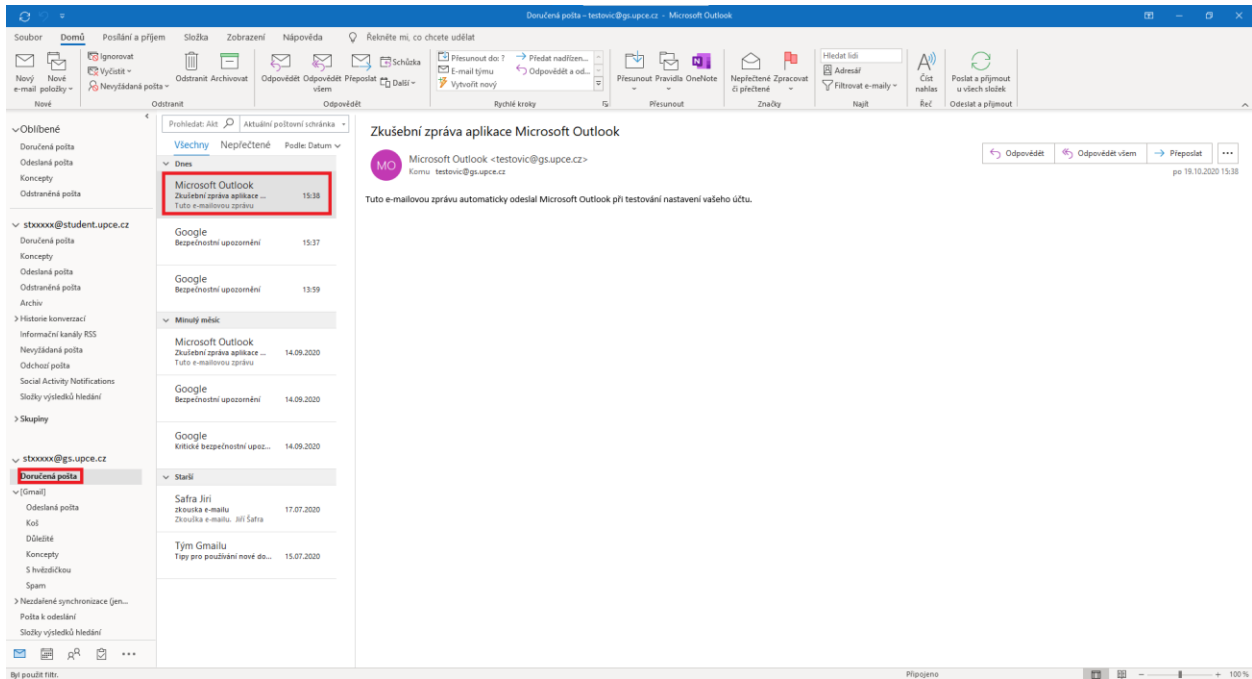 Doručená pošta – testovic@gs.upce.cz - Microsoft Outlook
Soubor Domů Posílání a příjem Složka Zobrazení Nápověda Řekněte mi, co chcete udělat
Nový e-mail
Nové položky
Nové
Ignorovat
Vyčistit
Nevyžádaná pošta
Odstranit Archivovat
Odstranit
Odpovědět Odpovědět všem Přeposlat
Schůzka
Další
Odpovědět
Přesunout do: ?
E-mail týmu
Vytvořit nový
Předat nadřízen...
Odpovědět a od...
Rychlé kroky
Přesunout Pravidla OneNote
Přesunout
Nepřečtené či přečtené
Zpracovat
Značky
Hledat lidi
Adresář
Filtrovat e-maily
Najít
Číst nahlas
Řeč
Poslat a přijmout u všech složek
Odeslat a přijmout
Oblíbené
Doručená pošta
Odeslaná pošta
Koncepty
Odstraněná pošta
stxxxxx@student.upce.cz
Doručená pošta
Koncepty
Odeslaná pošta
Odstraněná pošta
Archiv
Historie konverzací
Informační kanály RSS
Nevyžádaná pošta
Odchozí pošta
Social Activity Notifications
Složky výsledků hledání
Skupiny
stxxxxx@gs.upce.cz
Doručená pošta
[Gmail]
Odeslaná pošta
Koš
Důležité
Koncepty
S hvězdičkou
Spam
Nezdařené synchronizace (jen...
Pošta k odeslání
Složky výsledků hledání
Prohledat: Akt Aktuální poštovní schránka
Všechny Nepřečtené Podle: Datum
Dnes
Microsoft Outlook
Zkušební zpráva aplikace ... 15:38
Tuto e-mailovou zprávu
Google
Bezpečnostní upozornění 15:37
Google
Bezpečnostní upozornění 13:59
Minulý měsíc
Microsoft Outlook
Zkušební zpráva aplikace ... 14.09.2020
Tuto e-mailovou zprávu
Google
Bezpečnostní upozornění 14.09.2020
Google
Kritické bezpečnostní upoz... 14.09.2020
Starší
Safra Jiri
zkouska e-mailu 17.07.2020
Zkouška e-mailu. Jiří Šafra
Tým Gmailu
Tipy pro používání nové do... 15.07.2020
Zkušební zpráva aplikace Microsoft Outlook
MO
Microsoft Outlook <testovic@gs.upce.cz>
Komu testovic@gs.upce.cz
Odpovědět Odpovědět všem Přeposlat ...
po 19.10.2020 15:38
Tuto e-mailovou zprávu automaticky odeslal Microsoft Outlook při testování nastavení vašeho účtu.
Byl použit filtr.
Připojeno
100%